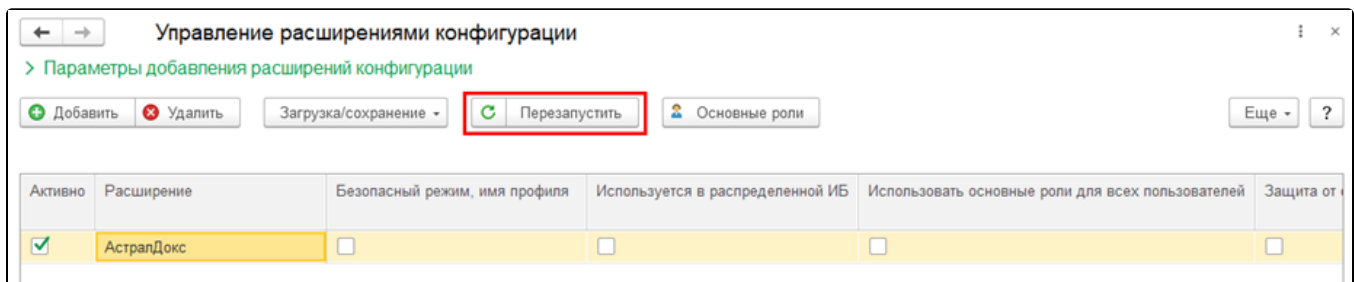 Управление расширениями конфигурации
Параметры добавления расширений конфигурации
Добавить Удалить Загрузка/сохранение Перезапустить Основные роли Еще ?
Активно Расширение Безопасный режим, имя профиля Используется в распределенной ИБ Использовать основные роли для всех пользователей Защита от
АстралДокс